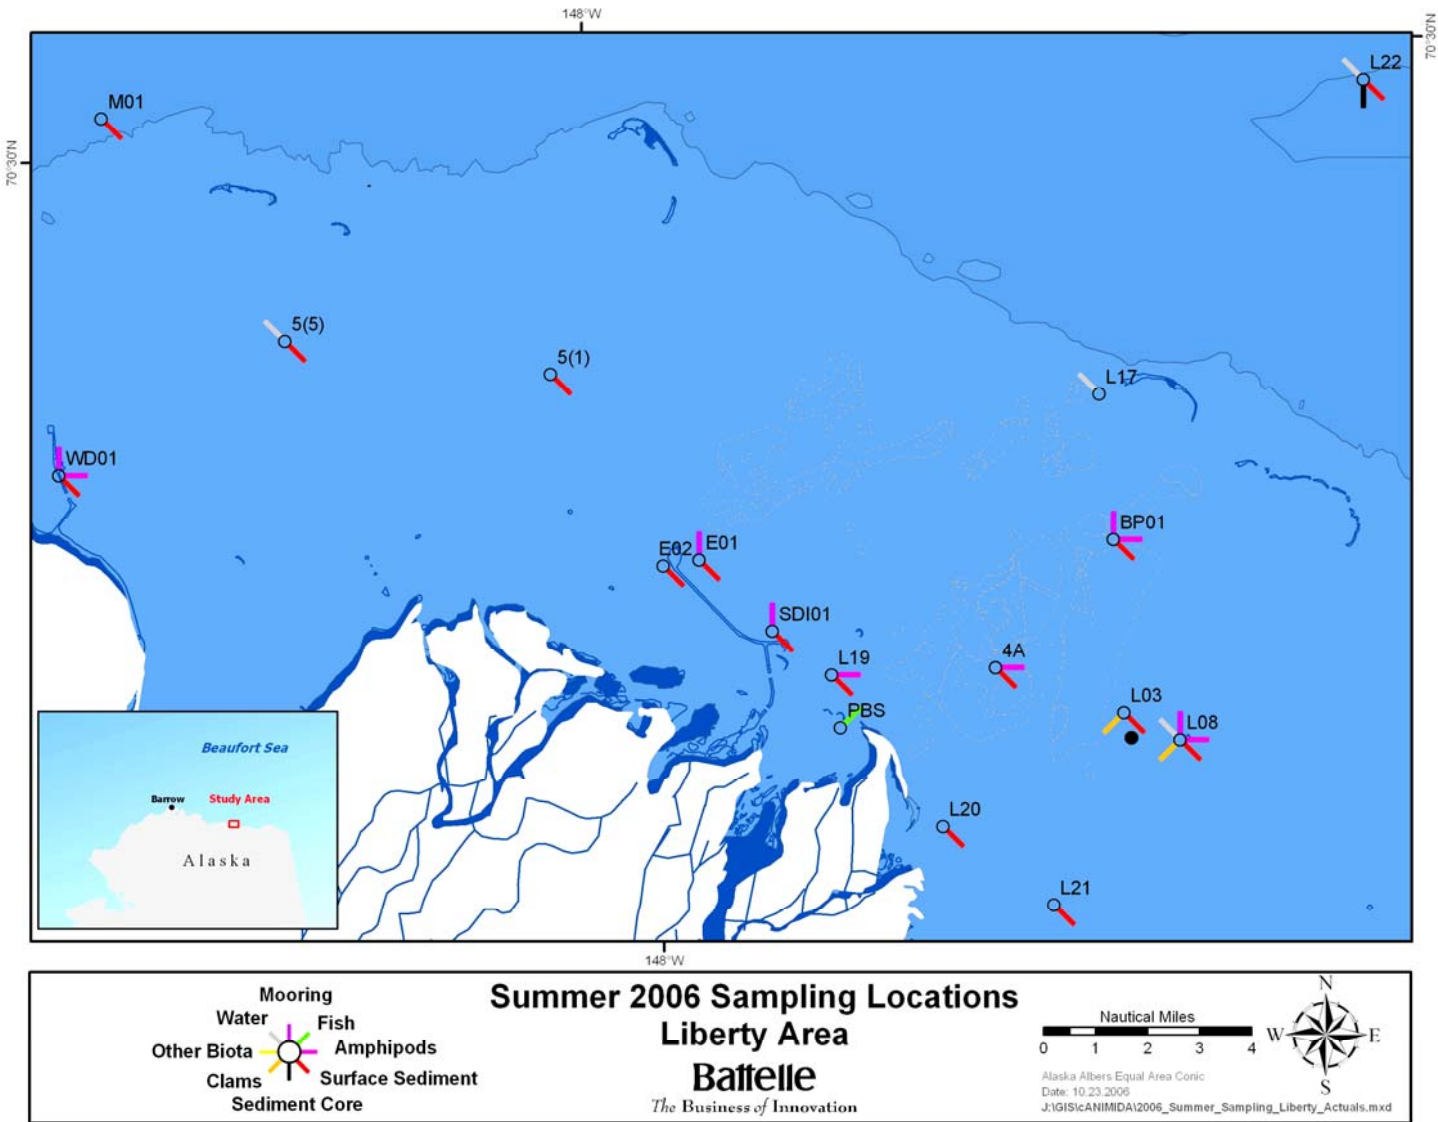 148°W
70°30'N
70°30'N
L22
M01
5(5)
5(1)
L17
WD01
BP01
E02
E01
SDI01
4A
L19
L03
PBS
L08
Beaufort Sea
Barrow
Study Area
Alaska
L20
L21
148°W
Mooring
Water
Fish
Other Biota
Amphipods
Clams
Surface Sediment
Sediment Core
Summer 2006 Sampling Locations
Liberty Area
Battelle
The Business of Innovation
Nautical Miles
0 1 2 3 4
N
W
E
S
Alaska Albers Equal Area Conic
Date: 10.23.2006
J:\GIS\cANIMIDA\2006_Summer_Sampling_Liberty_Actuals.mxd